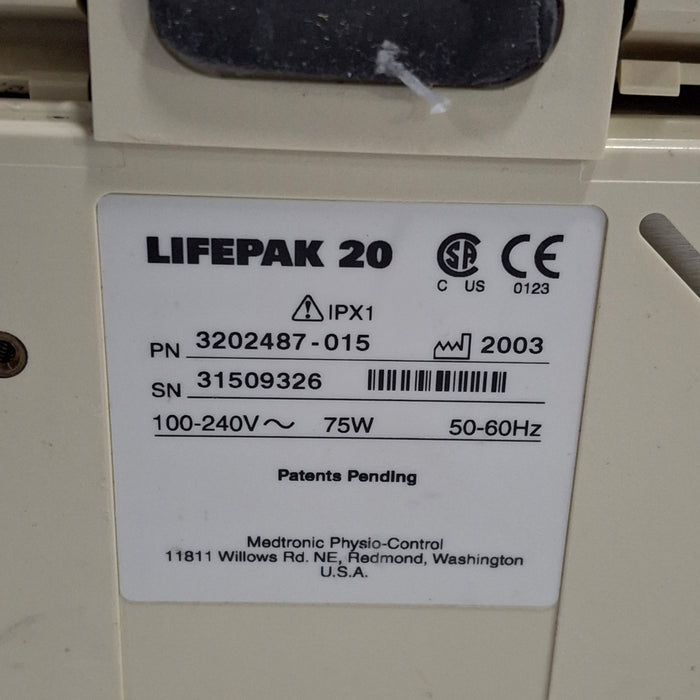 LIFEPAK 20
C US
CE
0123
IPX1
PN 3202487-015 2003
SN 31509326
100-240V~ 75W 50-60Hz
Patents Pending
Medtronic Physio-Control
11811 Willows Rd. NE, Redmond, Washington
U.S.A.